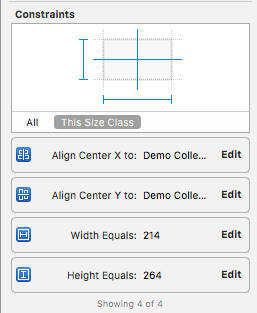 Constraints
All This Size Class
Align Center X to: Demo Colle... Edit
Align Center Y to: Demo Colle... Edit
Width Equals: 214 Edit
Height Equals: 264 Edit
Showing 4 of 4